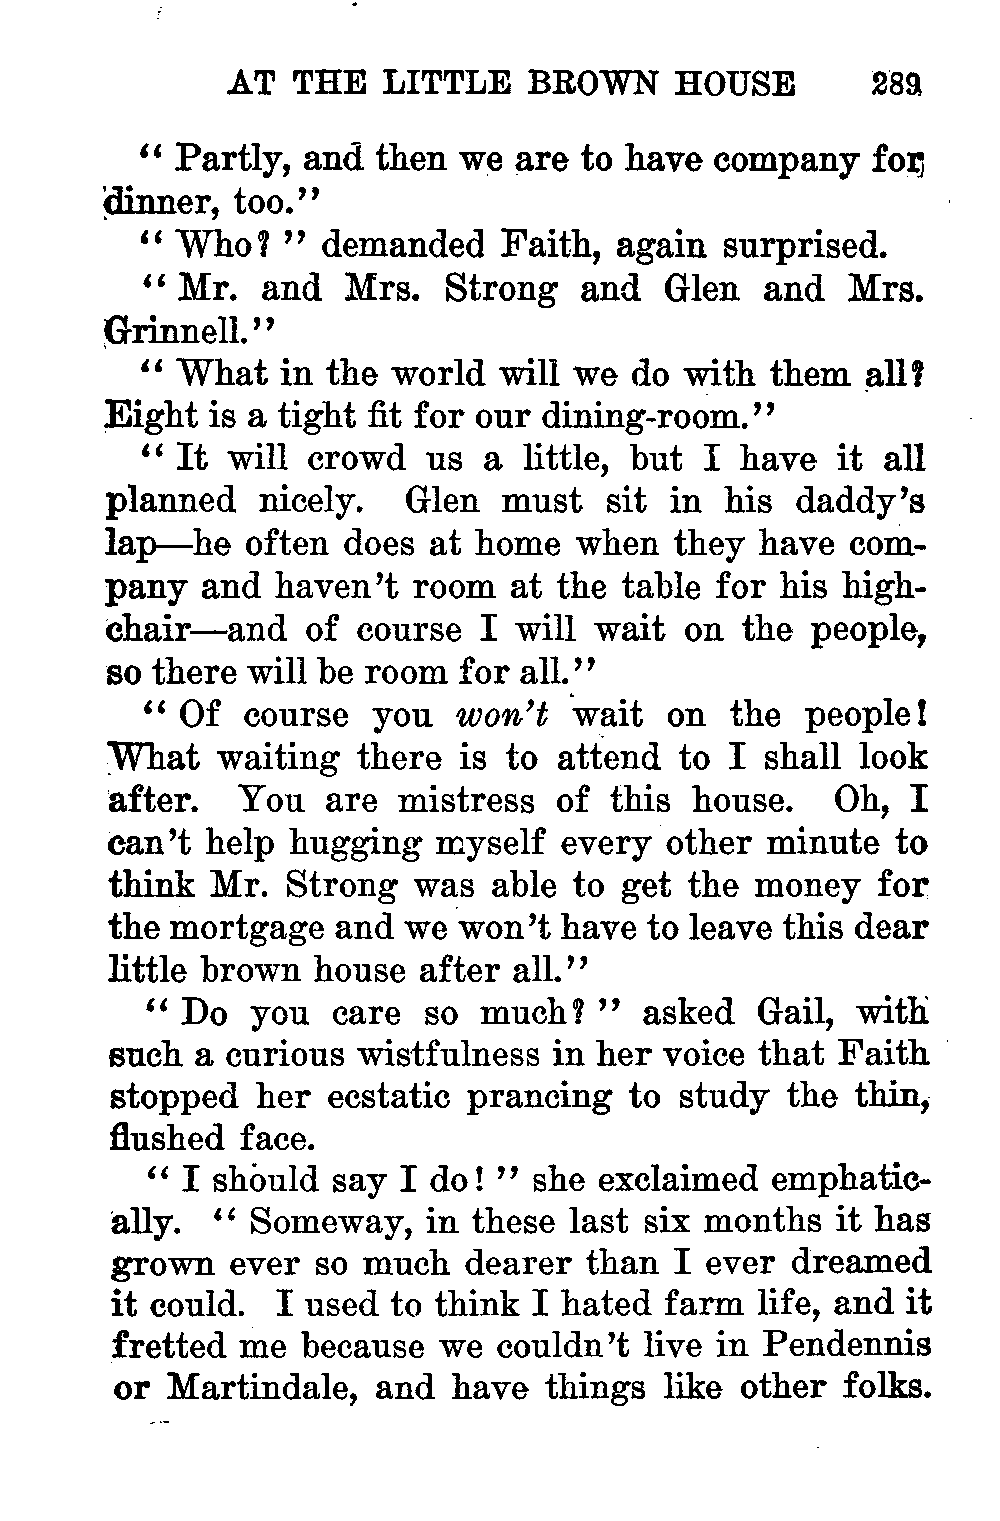 AT THE LITTLE BROWN HOUSE 289
“ Partly, and then we are to have company for
dinner, too.”
“ Who? ” demanded Faith, again surprised.
“ Mr. and Mrs. Strong and Glen and Mrs.
Grinnell.”
“ What in the world will we do with them all?
Eight is a tight fit for our dining-room.”
“ It will crowd us a little, but I have it all
planned nicely. Glen must sit in his daddy’s
lap—he often does at home when they have com-
pany and haven’t room at the table for his high-
chair—and of course I will wait on the people,
so there will be room for all.”
“ Of course you won’t wait on the people!
What waiting there is to attend to I shall look
after. You are mistress of this house. Oh, I
can’t help hugging myself every other minute to
think Mr. Strong was able to get the money for
the mortgage and we won’t have to leave this dear
little brown house after all.”
“ Do you care so much? ” asked Gail, with
such a curious wistfulness in her voice that Faith
stopped her ecstatic prancing to study the thin,
flushed face.
“ I should say I do! ” she exclaimed emphatic-
ally. “ Someway, in these last six months it has
grown ever so much dearer than I ever dreamed
it could. I used to think I hated farm life, and it
fretted me because we couldn’t live in Pendennis
or Martindale, and have things like other folks.